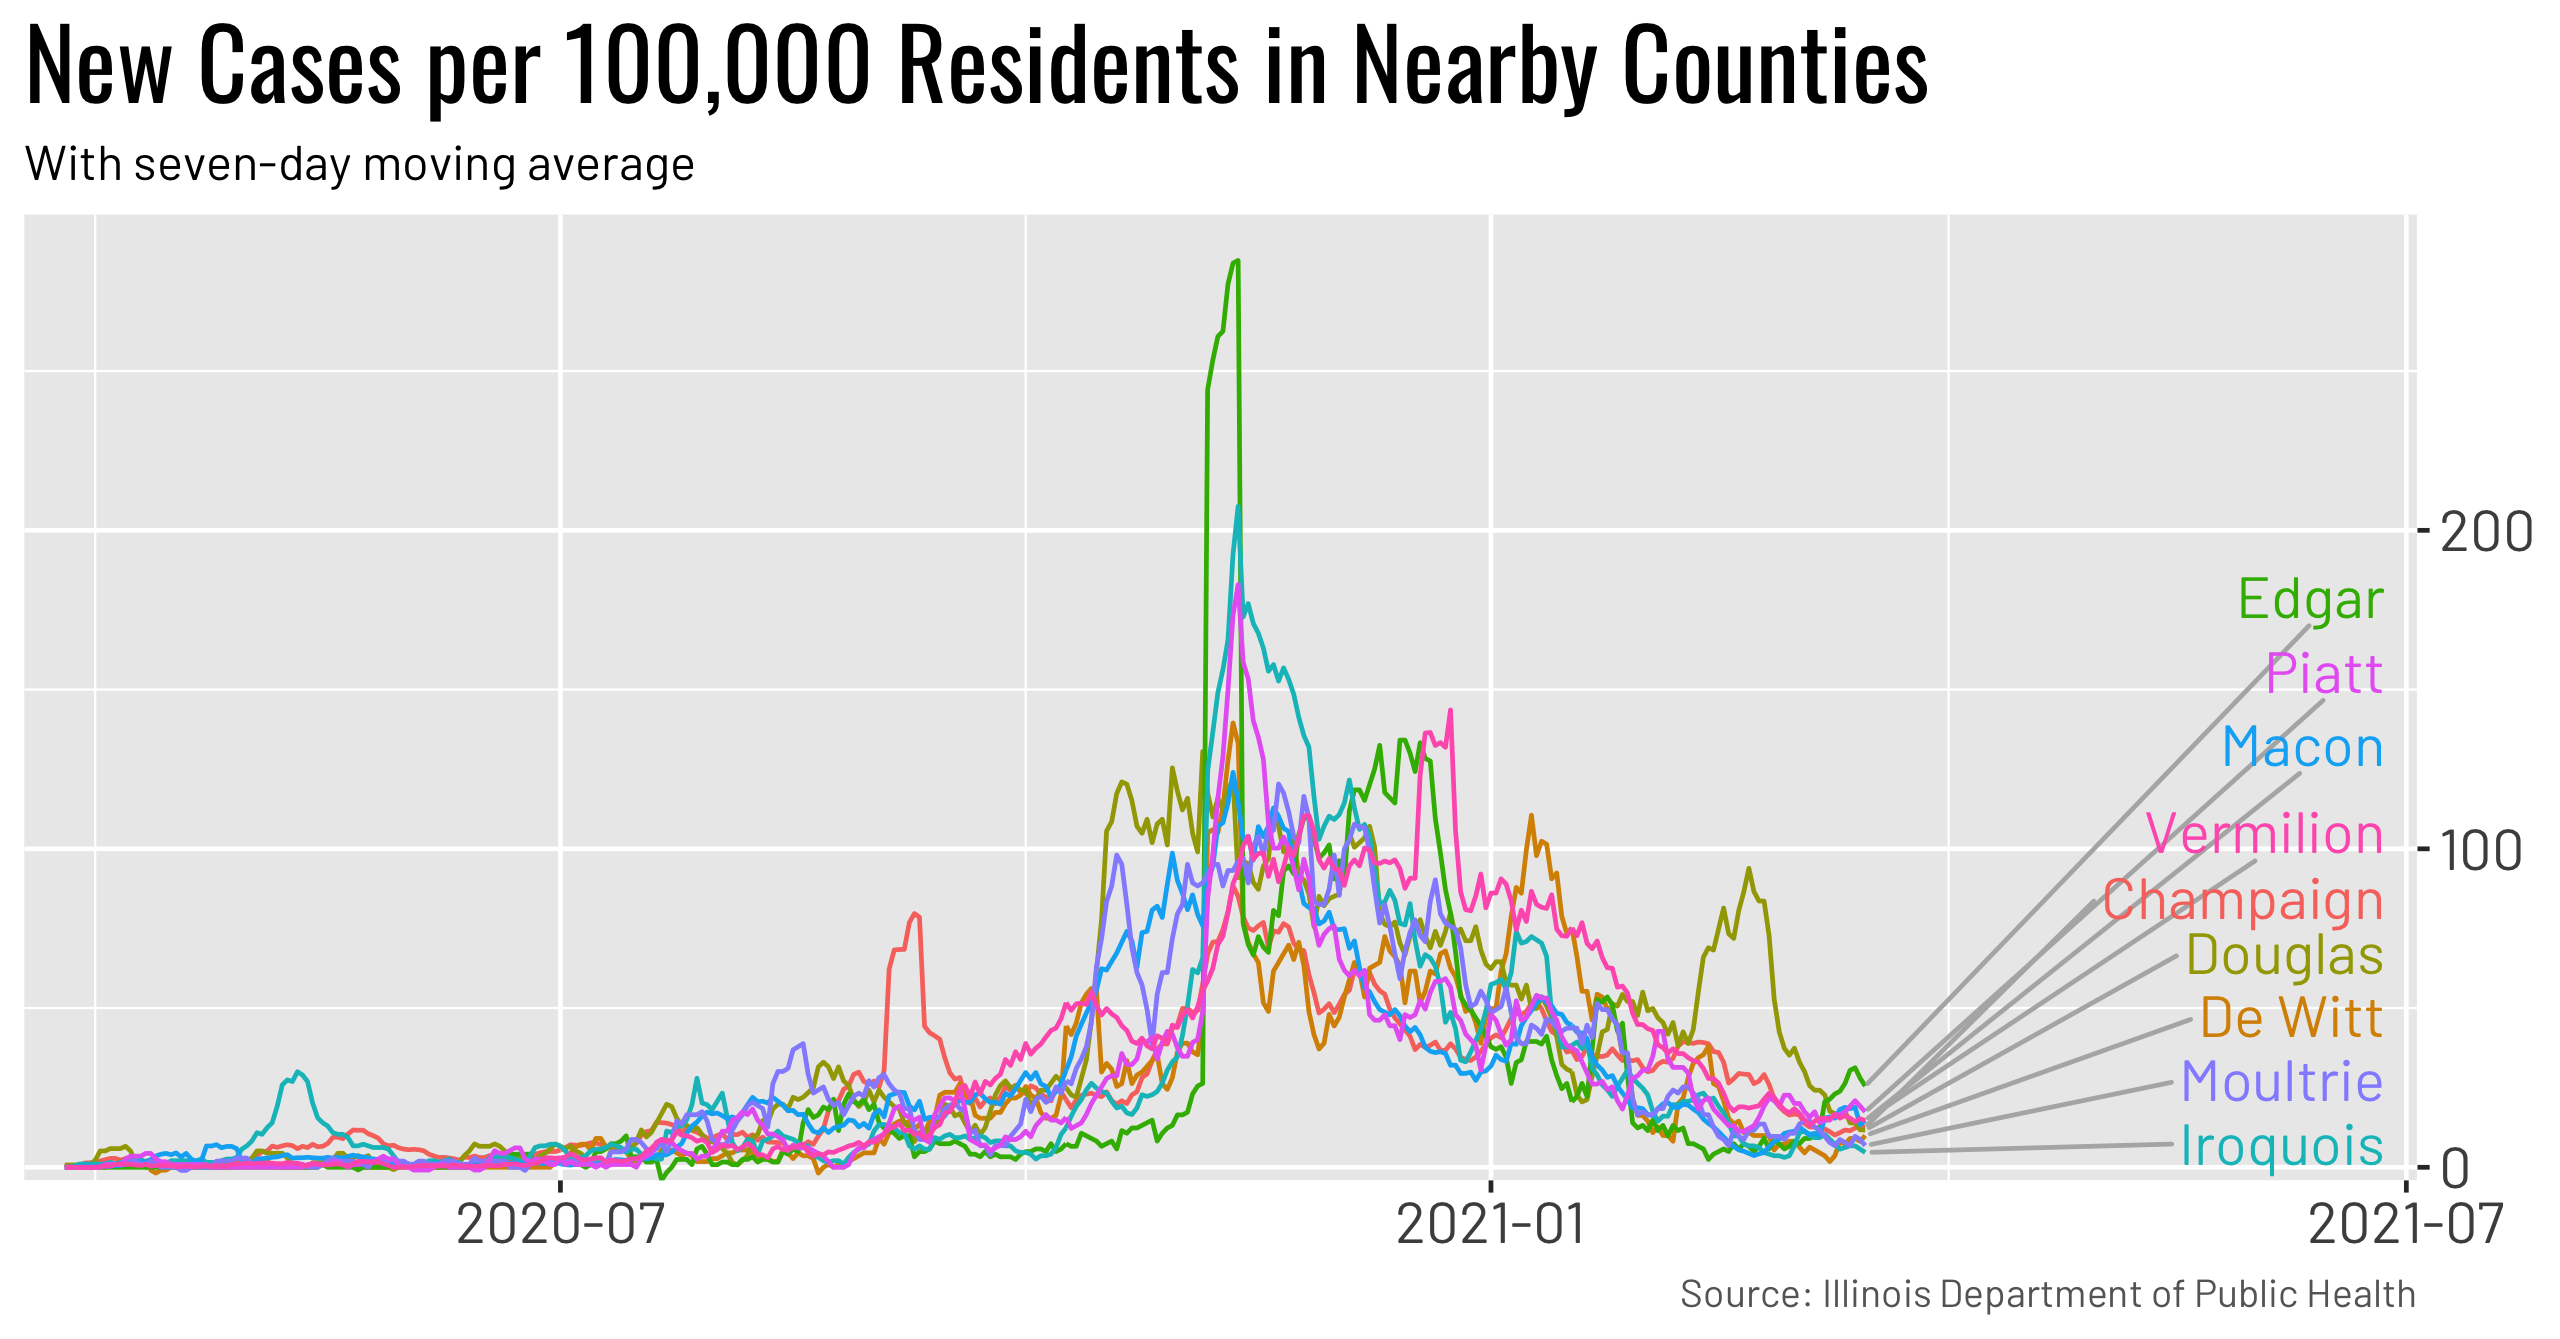 New Cases per 100,000 Residents in Nearby Counties
With seven-day moving average
200
Edgar
Piatt
Macon
Vermilion
100
Champaign
Douglas
De Witt
Moultrie
Iroquois
0
2020-07
2021-01
2021-07
Source: Illinois Department of Public Health